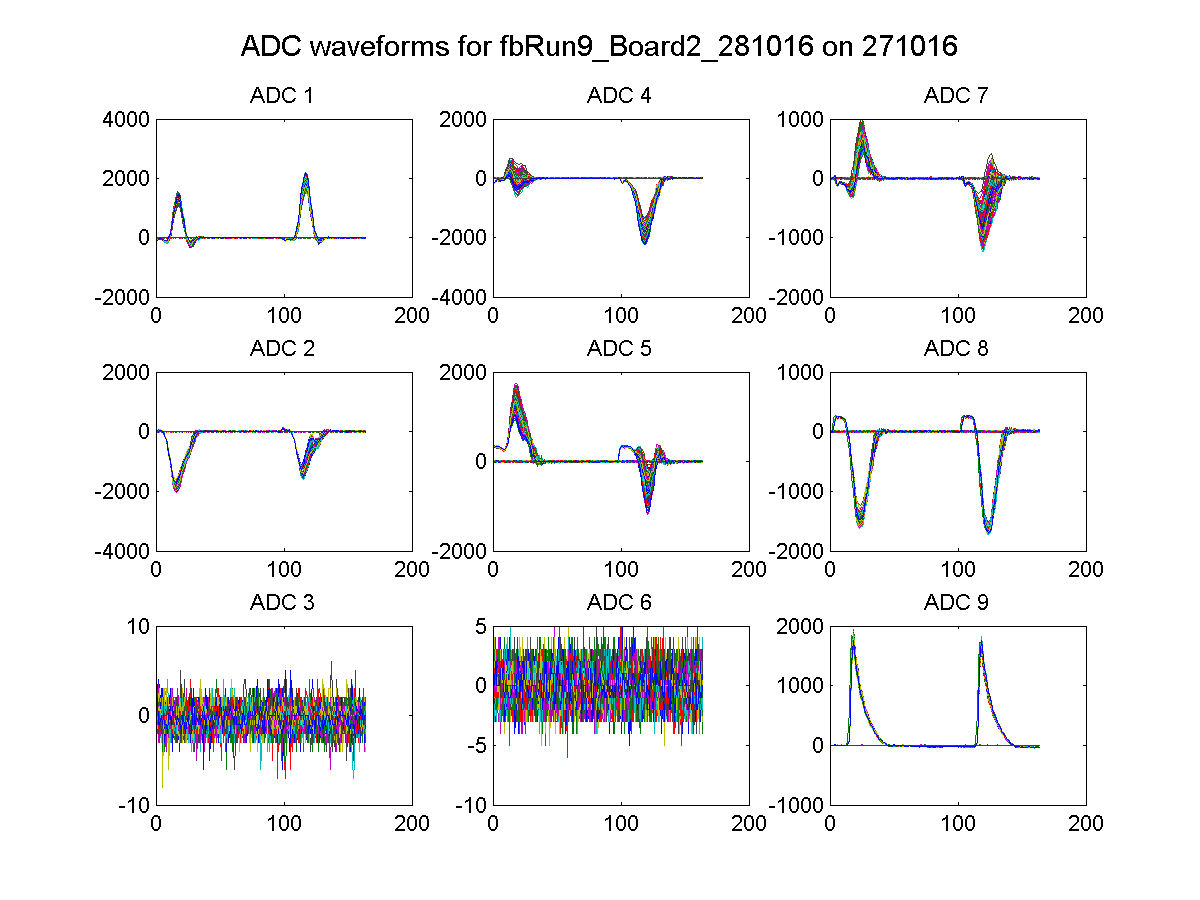 ADC waveforms for fbRun9_Board2_281016 on 271016
ADC 1
4000
2000
0
-2000
0 100 200
ADC 4
2000
0
-2000
-4000
0 100 200
ADC 7
1000
0
-1000
-2000
0 100 200
ADC 2
2000
0
-2000
-4000
0 100 200
ADC 5
2000
0
-2000
0 100 200
ADC 8
1000
0
-1000
-2000
0 100 200
ADC 3
10
0
-10
0 100 200
ADC 6
5
0
-5
-10
0 100 200
ADC 9
2000
1000
0
-1000
0 100 200